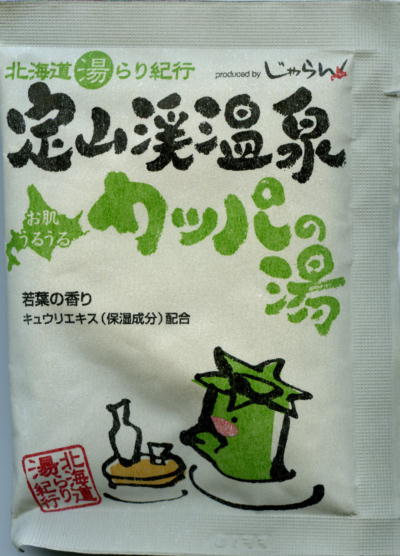 北海道湯らり紀行
produced by じゃらん
定山渓温泉
お肌
うるうる
カッパの
湯
若葉の香り
キュウリエキス（保湿成分）配合
北海道
湯らり
紀行